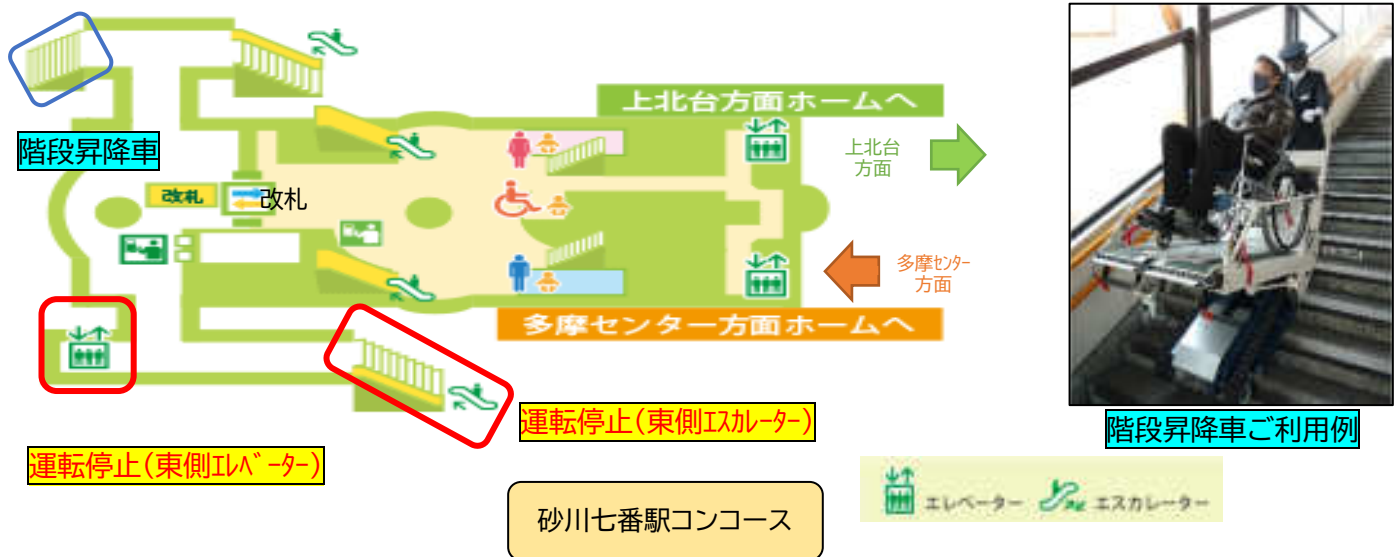 階段昇降車
改札
改札
上北台方面ホームへ
上北台
方面
多摩センター
方面
多摩センター方面ホームへ
運転停止(東側エスカレーター)
運転停止(東側エレベーター)
砂川七番駅コンコース
階段昇降車ご利用例
エレベーター エスカレーター